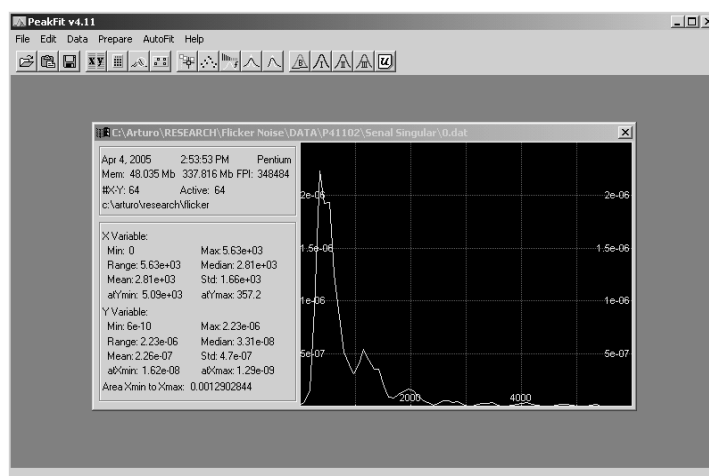 PeakFit v4.11
File Edit Data Prepare AutoFit Help
C:\Arturo\RESEARCH\Flicker Noise\DATA\P41102\Senal Singular\0.dat
Apr 4, 2005 2:53:53 PM Pentium
Mem: 48.035 Mb 337.816 Mb FPI: 348484
#X-Y: 64 Active: 64
c:\arturo\research\flicker
X Variable:
Min: 0 Max: 5.63e+03
Range: 5.63e+03 Median: 2.81e+03
Mean: 2.81e+03 Std: 1.66e+03
atYmin: 5.09e+03 atYmax: 357.2
Y Variable:
Min: 6e-10 Max: 2.23e-06
Range: 2.23e-06 Median: 3.31e-08
Mean: 2.26e-07 Std: 4.7e-07
atXmin: 1.62e-08 atXmax: 1.29e-09
Area Xmin to Xmax: 0.0012902844
2e-06 2e-06
1.5e-06 1.5e-06
1e-06 1e-06
5e-07 5e-07
2000 4000